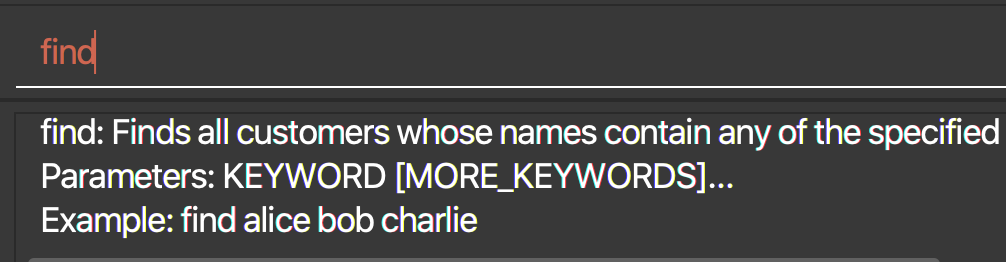 find
find: Finds all customers whose names contain any of the specified
Parameters: KEYWORD [MORE_KEYWORDS]...
Example: find alice bob charlie